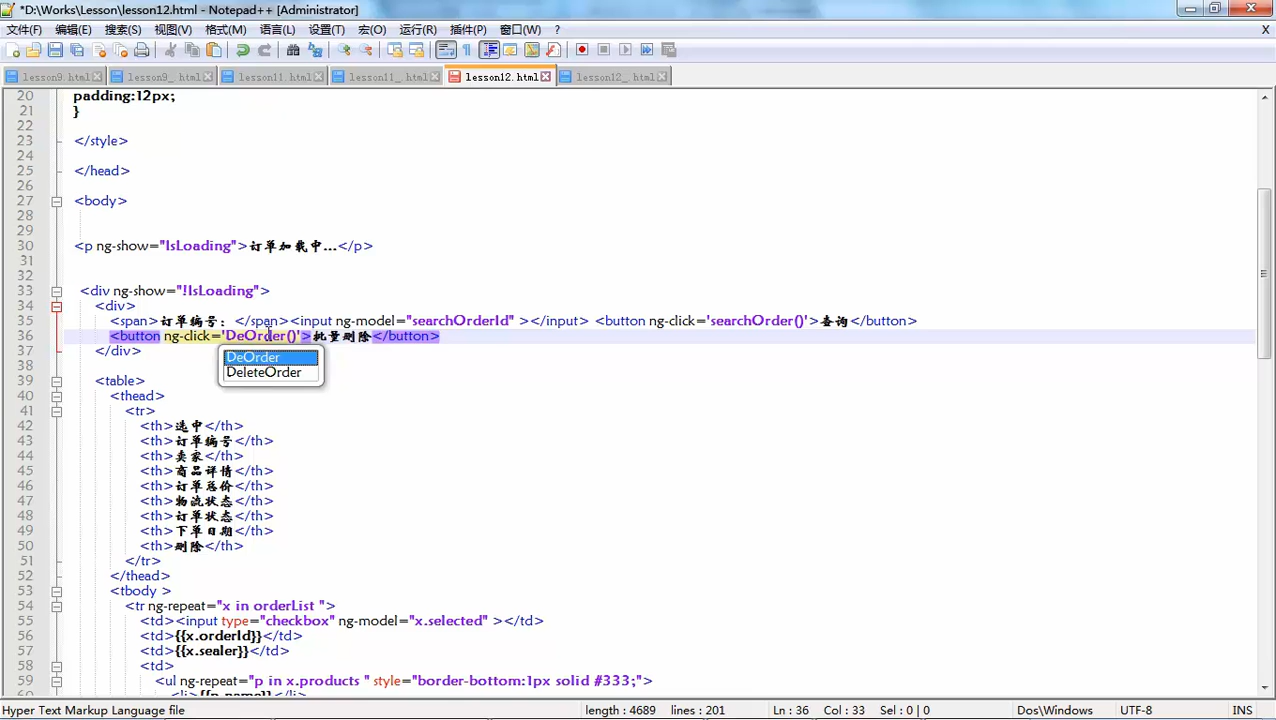 *D:\Works\Lesson\lesson12.html - Notepad++ [Administrator]
文件(F) 编辑(E) 搜索(S) 视图(V) 格式(M) 语言(L) 设置(T) 宏(O) 运行(R) 插件(P) 窗口(W) ? X
lesson9.html lesson9_.html lesson11.html lesson11_.html lesson12.html lesson12_.html
20 padding:12px;
21 }
22
23 </style>
24
25 </head>
26
27 <body>
28
29
30 <p ng-show="IsLoading">订单加载中...</p>
31
32
33 <div ng-show="!IsLoading">
34 <div>
35 <span>订单编号：</span><input ng-model="searchOrderId" ></input> <button ng-click='searchOrder()'>查询</button>
36 <button ng-click='DeOrder()'>批量删除</button>
37 </div>
DeOrder
38
DeleteOrder
39 <table>
40 <thead>
41 <tr>
42 <th>选中</th>
43 <th>订单编号</th>
44 <th>卖家</th>
45 <th>商品详情</th>
46 <th>订单总价</th>
47 <th>物流状态</th>
48 <th>订单状态</th>
49 <th>下单日期</th>
50 <th>删除</th>
51 </tr>
52 </thead>
53 <tbody >
54 <tr ng-repeat="x in orderList ">
55 <td><input type="checkbox" ng-model="x.selected" ></td>
56 <td>{{x.orderId}}</td>
57 <td>{{x.sealer}}</td>
58 <td>
59 <ul ng-repeat="p in x.products " style="border-bottom:1px solid #333;">
60 <li>{{p.name}}</li>
Hyper Text Markup Language file length : 4689 lines : 201 Ln : 36 Col : 33 Sel : 0 | 0 Dos\Windows UTF-8 INS